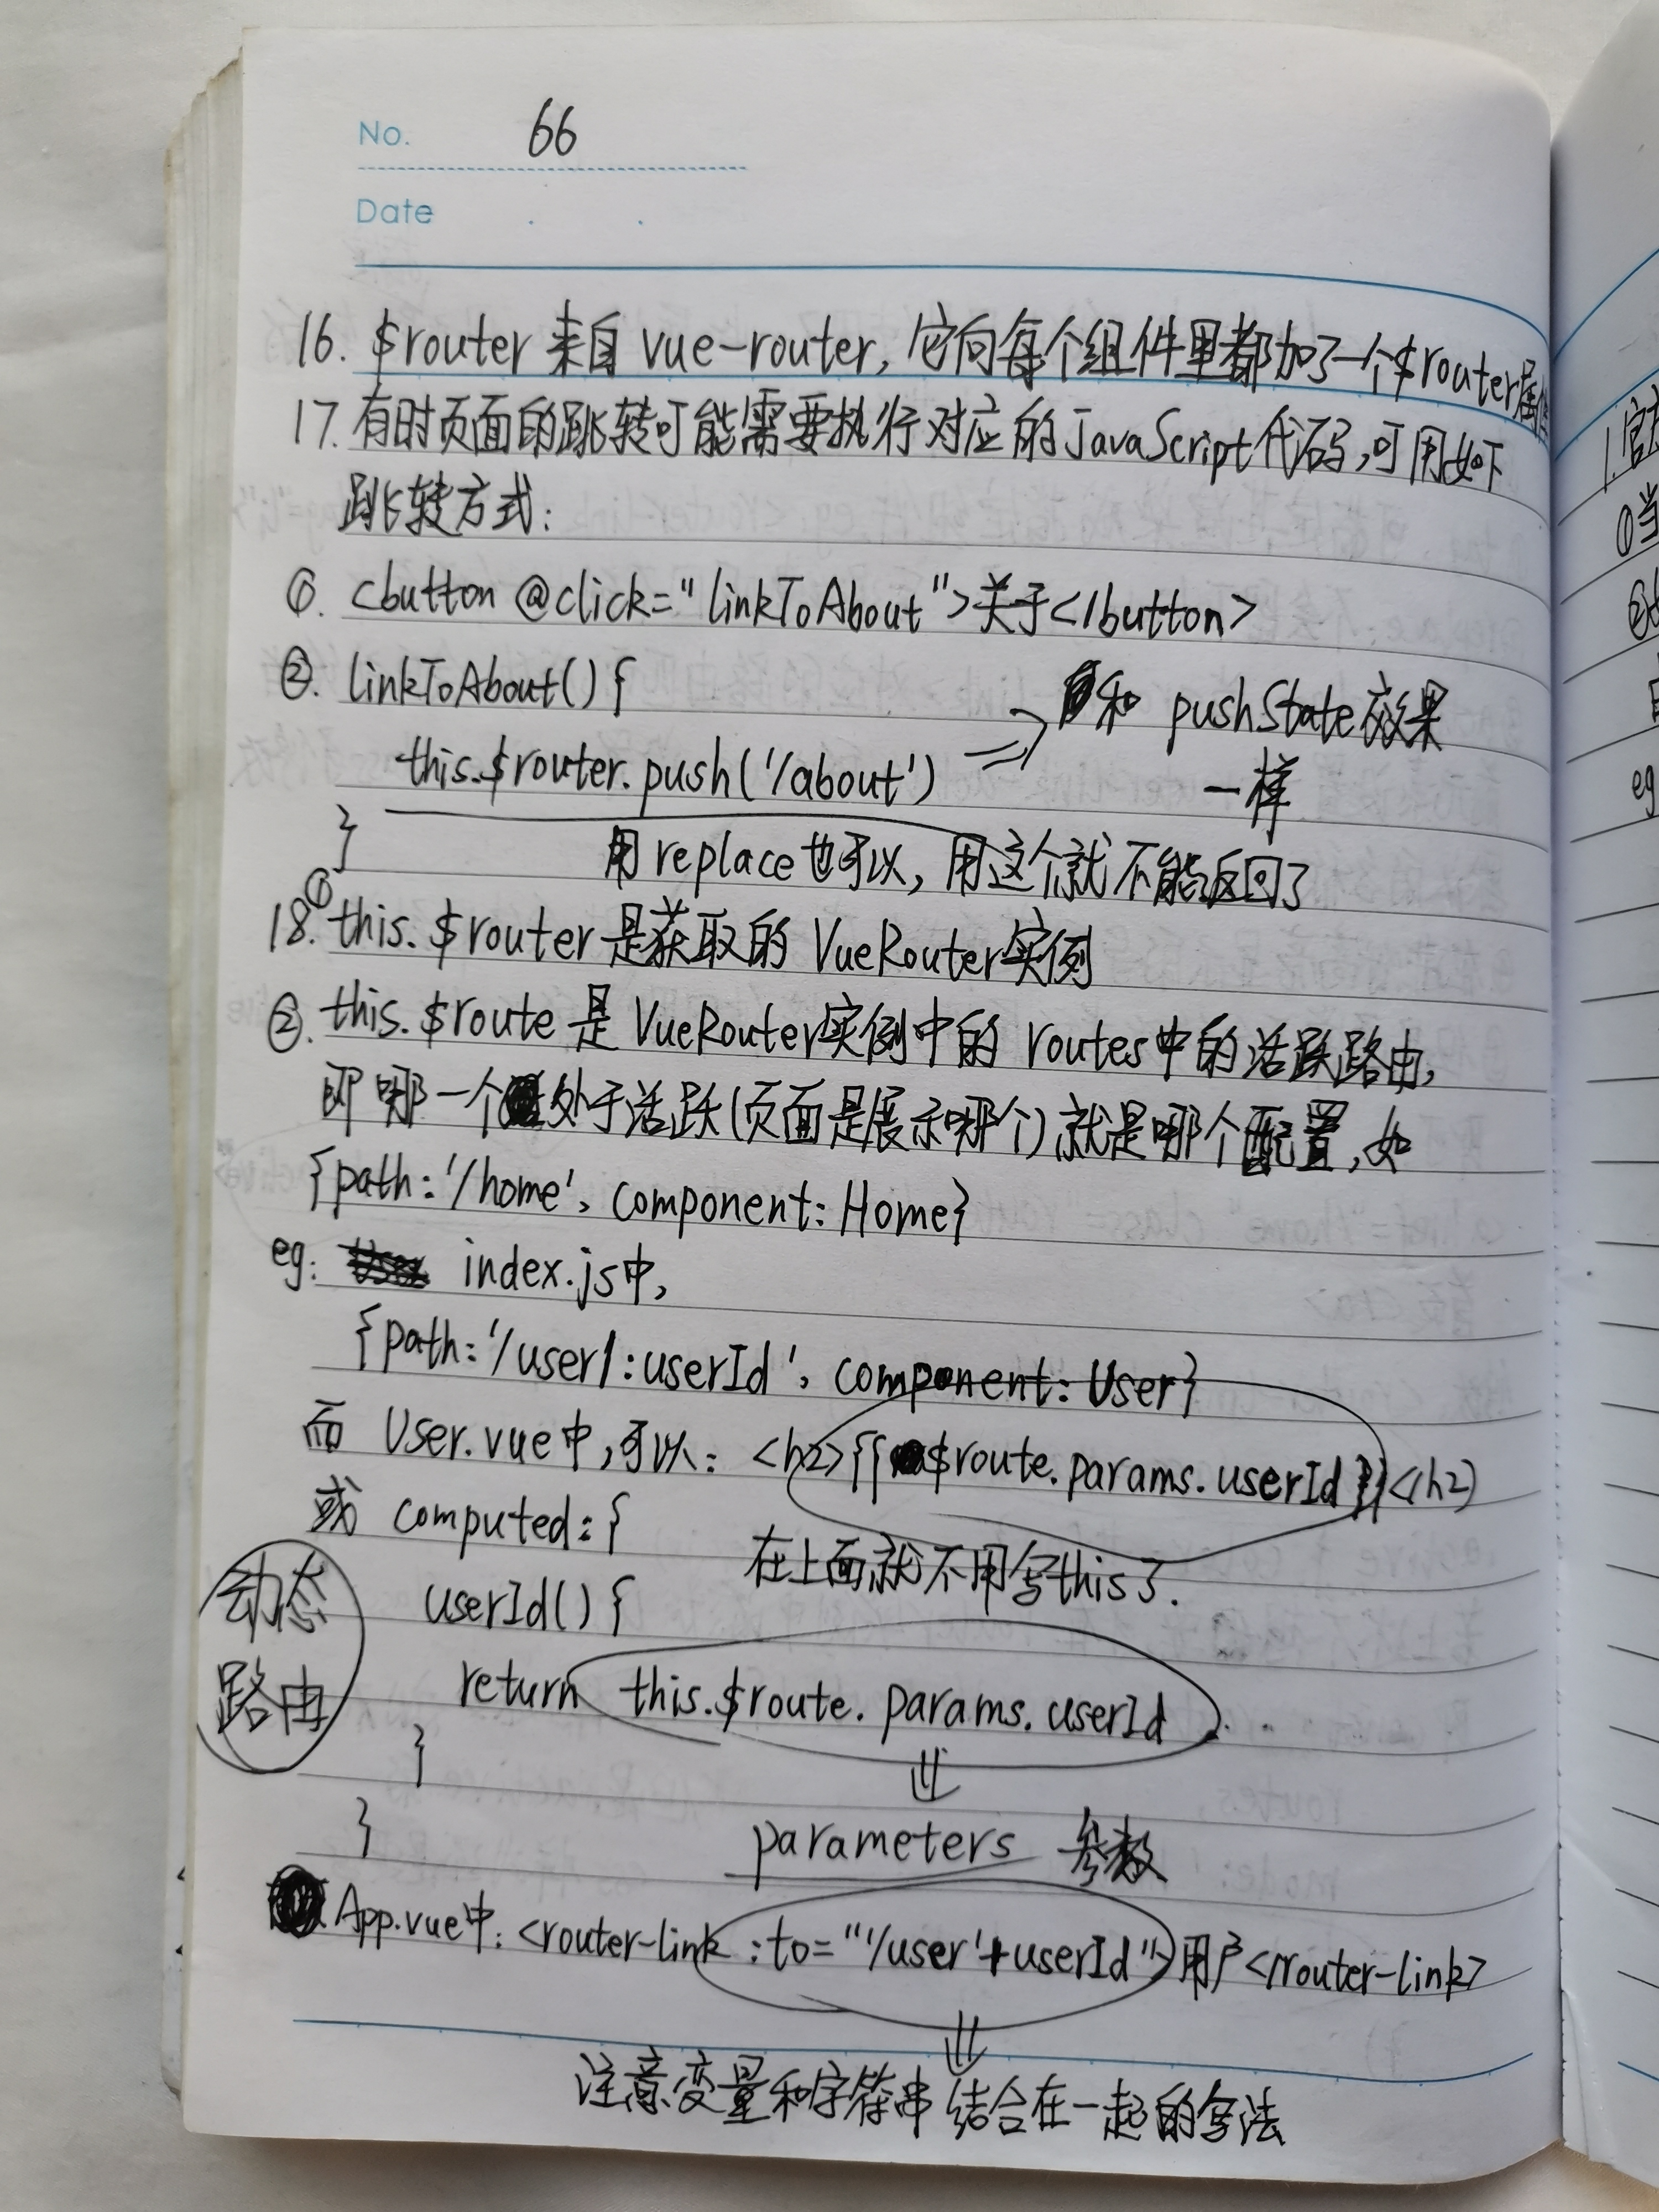 No. 66
Date
16. $router 来自 vue-router, 它向每个组件里都加了一个$router属性
17. 有时页面的跳转可能需要执行对应的JavaScript代码,可用如下
跳转方式:
①. <button @click="linkToAbout">关于</button>
②. linkToAbout() {
和 pushState效果
this.$router.push('/about') =>
一样
}
用replace也可以, 用这个就不能返回了
18.① this.$router是获取的 VueRouter实例
②. this.$route 是 VueRouter实例中的 routes中的活跃路由,
即哪一个处于活跃(页面是展示哪个)就是哪个配置,如
{path:'/home', component: Home}
eg: index.js中,
{path:'/user/:userId', component: User}
而 User.vue中,可以: <h2>{{$route.params.userId}}</h2>
或 computed: {
在上面就不用写this了.
动态
userId() {
路由
return this.$route.params.userId
}
⇓
}
parameters 参数
App.vue中: <router-link :to="'/user'+userId">用户</router-link>
⇓
注意变量和字符串结合在一起的写法
1.官
①当
②
eg